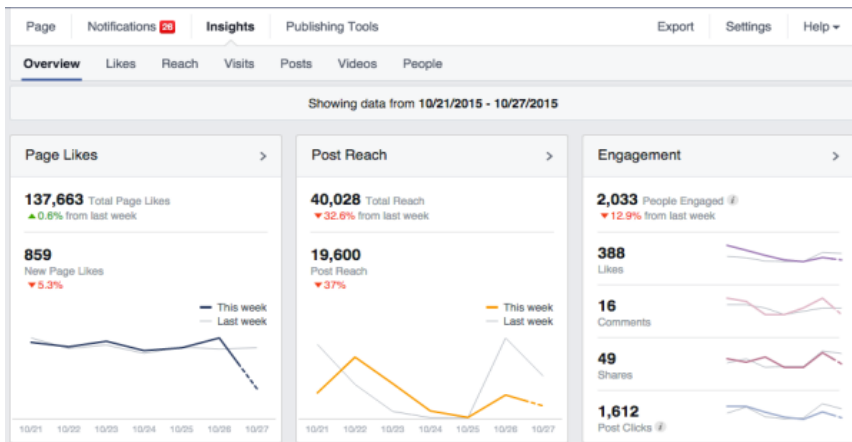 Page Notifications 26 Insights Publishing Tools Export Settings Help
Overview Likes Reach Visits Posts Videos People
Showing data from 10/21/2015 - 10/27/2015
Page Likes
137,663 Total Page Likes
0.6% from last week
859
New Page Likes
5.3%
This week
Last week
10/21 10/22 10/23 10/24 10/25 10/26 10/27
Post Reach
40,028 Total Reach
32.6% from last week
19,600
Post Reach
37%
This week
Last week
10/21 10/22 10/23 10/24 10/25 10/26 10/27
Engagement
2,033 People Engaged i
12.9% from last week
388
Likes
16
Comments
49
Shares
1,612
Post Clicks i